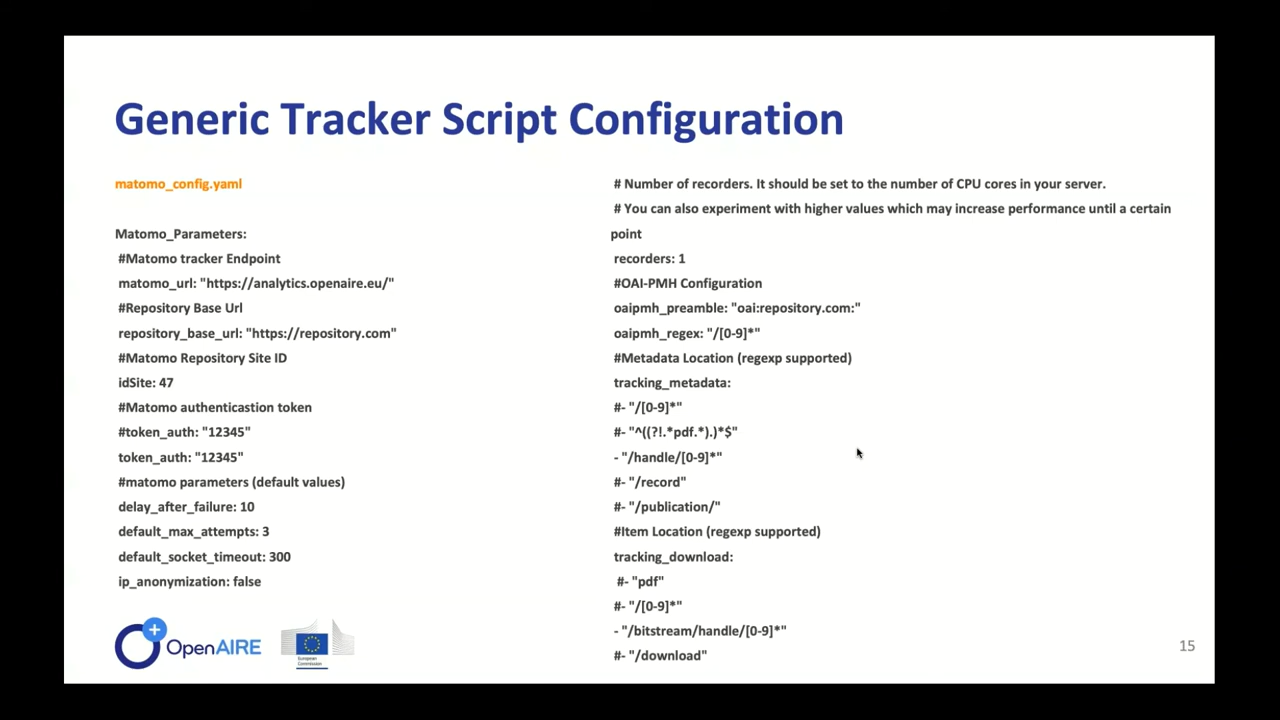 Generic Tracker Script Configuration
matomo_config.yaml
Matomo_Parameters:
#Matomo tracker Endpoint
matomo_url: "https://analytics.openaire.eu/"
#Repository Base Url
repository_base_url: "https://repository.com"
#Matomo Repository Site ID
idSite: 47
#Matomo authenticastion token
#token_auth: "12345"
token_auth: "12345"
#matomo parameters (default values)
delay_after_failure: 10
default_max_attempts: 3
default_socket_timeout: 300
ip_anonymization: false
# Number of recorders. It should be set to the number of CPU cores in your server.
# You can also experiment with higher values which may increase performance until a certain
point
recorders: 1
#OAI-PMH Configuration
oaipmh_preamble: "oai:repository.com:"
oaipmh_regex: "/[0-9]*"
#Metadata Location (regexp supported)
tracking_metadata:
#- "/[0-9]*"
#- "^((?!.*pdf.*).)*$"
- "/handle/[0-9]*"
#- "/record"
#- "/publication/"
#Item Location (regexp supported)
tracking_download:
#- "pdf"
#- "/[0-9]*"
- "/bitstream/handle/[0-9]*"
#- "/download"
OpenAIRE
European
Commission
15